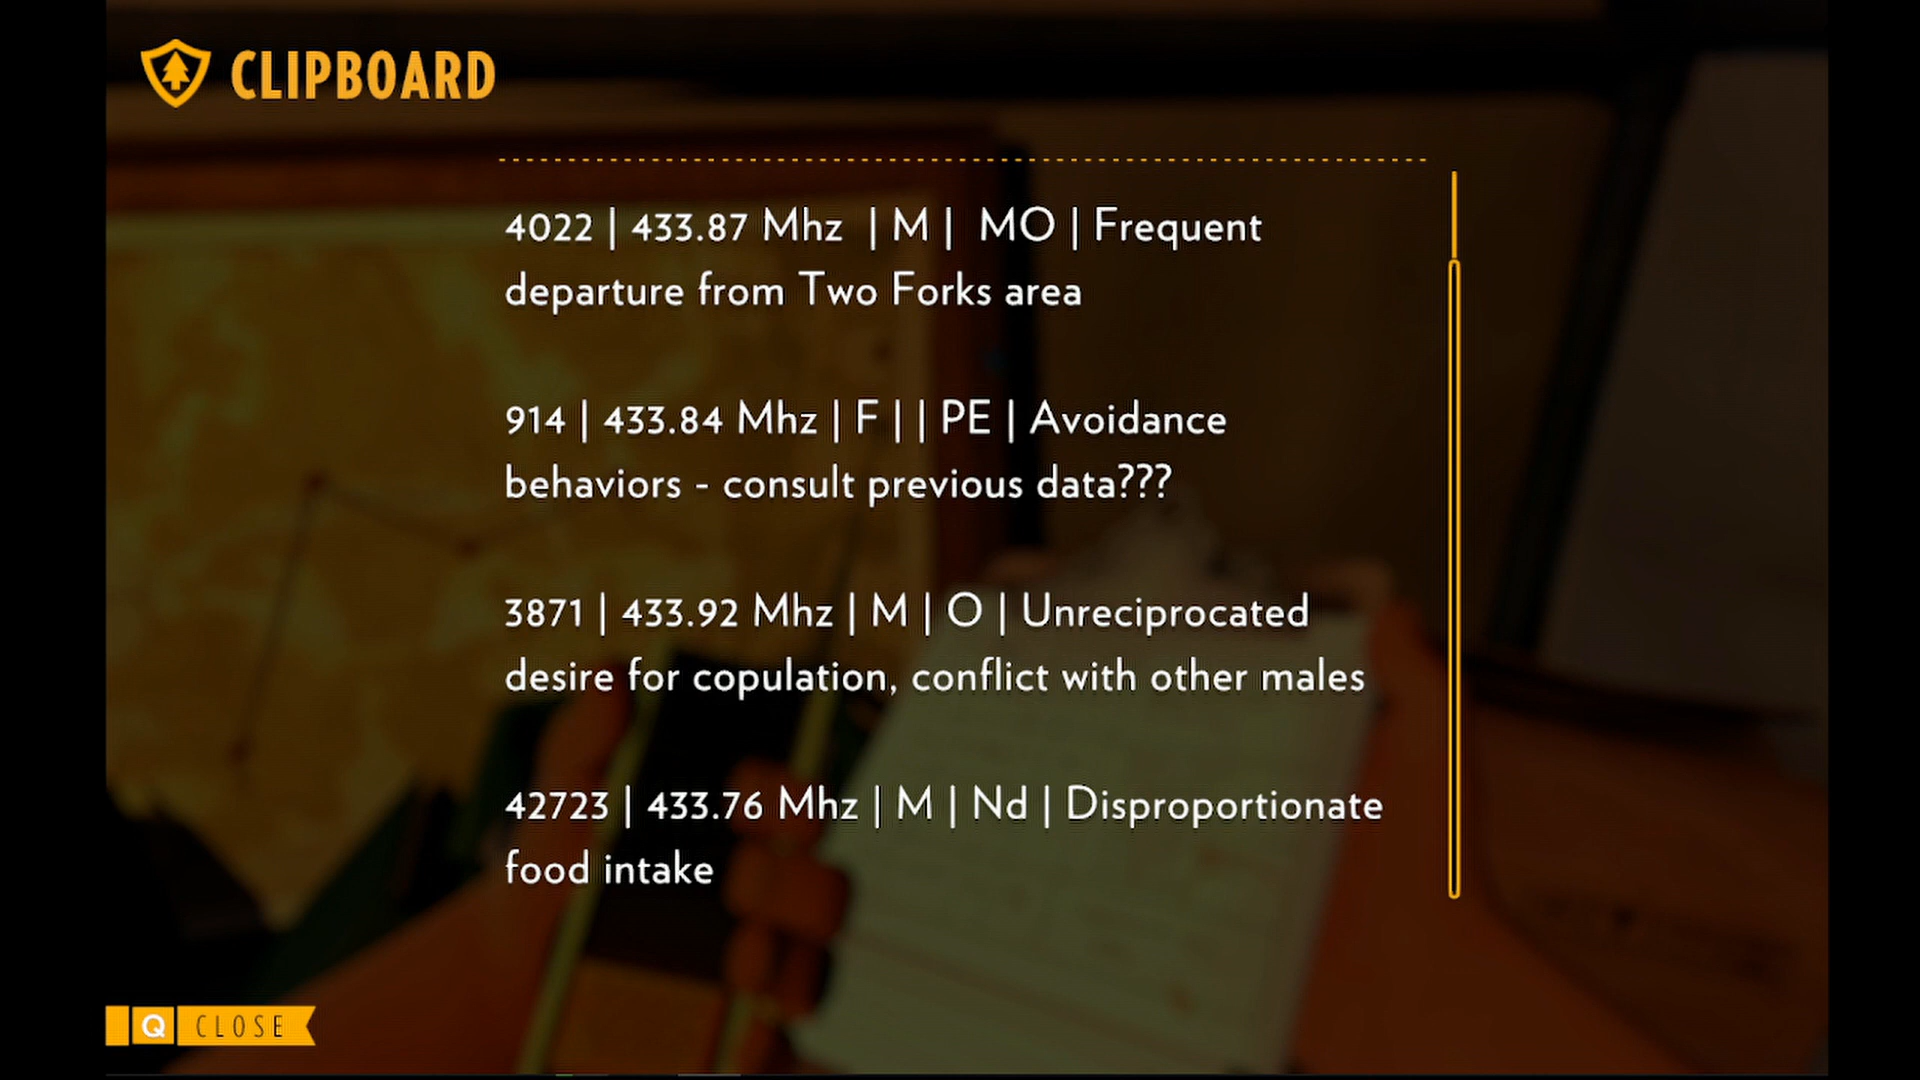 CLIPBOARD
4022 | 433.87 Mhz | M | MO | Frequent
departure from Two Forks area
914 | 433.84 Mhz | F | | PE | Avoidance
behaviors - consult previous data???
3871 | 433.92 Mhz | M | O | Unreciprocated
desire for copulation, conflict with other males
42723 | 433.76 Mhz | M | Nd | Disproportionate
food intake
Q CLOSE